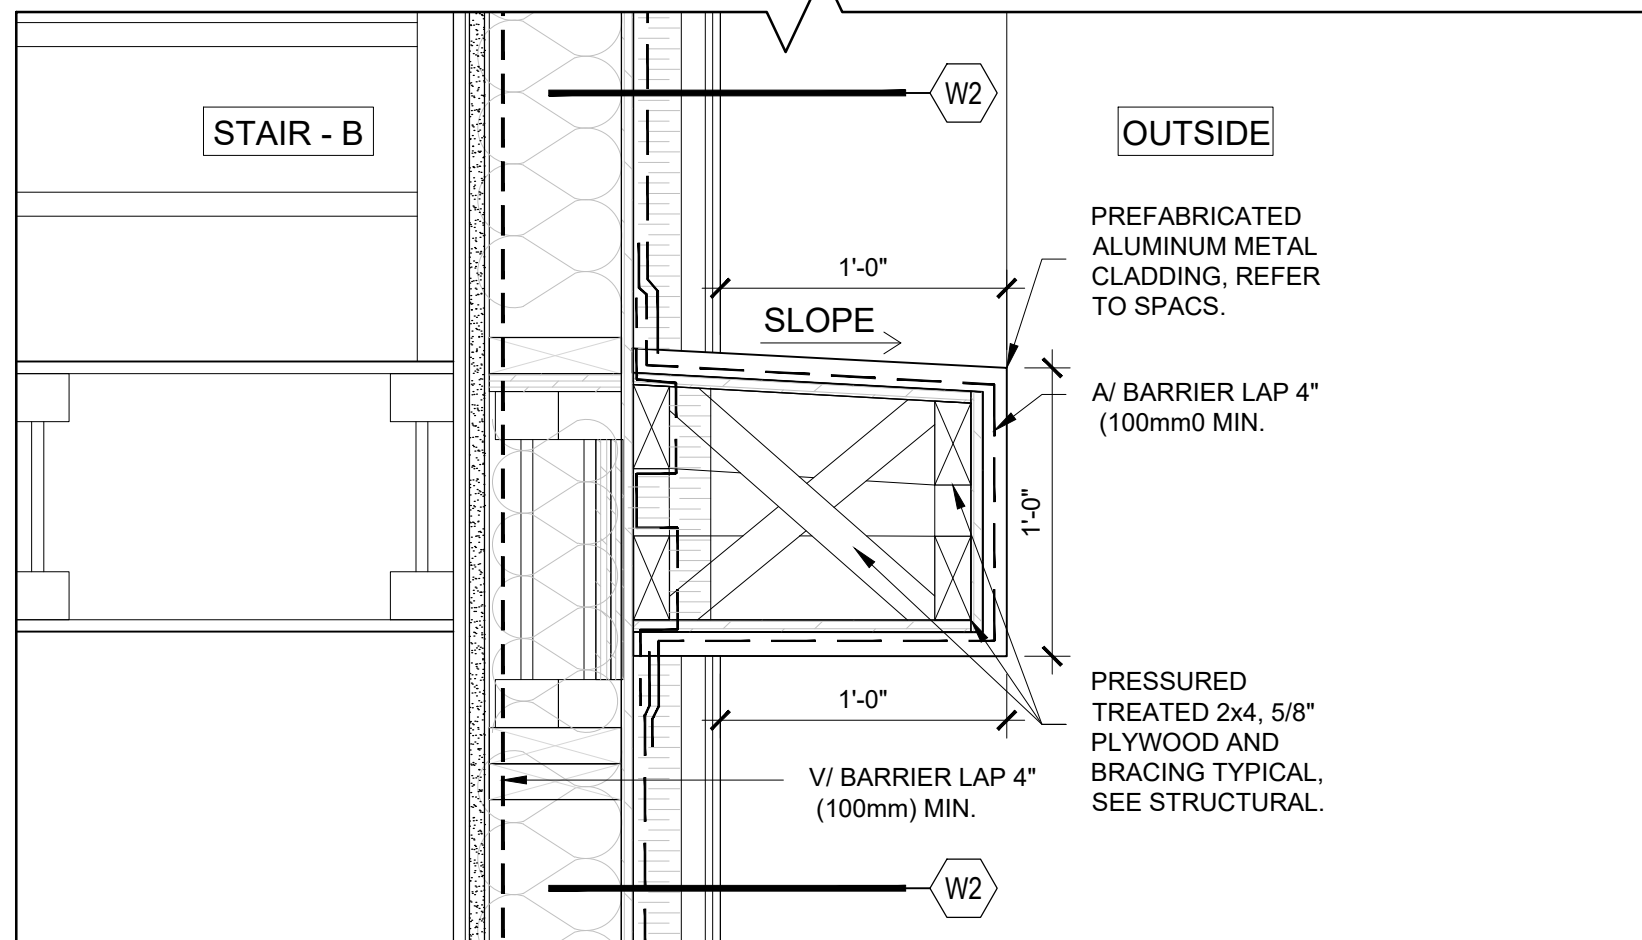 W2
STAIR - B
OUTSIDE
PREFABRICATED
ALUMINUM METAL
CLADDING, REFER
TO SPACS.
1'-0"
SLOPE
A/ BARRIER LAP 4"
(100mm0 MIN.
1'-0"
1'-0"
PRESSURED
TREATED 2x4, 5/8"
PLYWOOD AND
BRACING TYPICAL,
SEE STRUCTURAL.
V/ BARRIER LAP 4"
(100mm) MIN.
W2